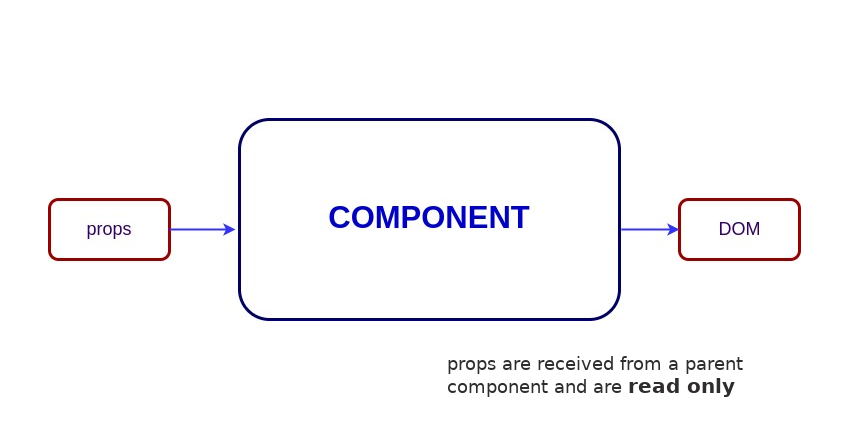 COMPONENT
props
DOM
props are received from a parent
component and are read only